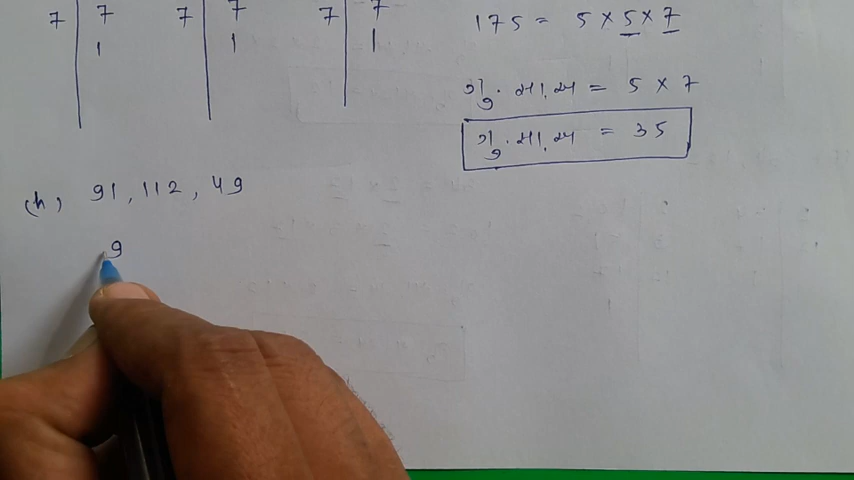 7 | 7 7 | 7 7 | 7
1 1 1
175 = 5 × 5 × 7
ગુ. સા. અ = 5 × 7
ગુ. સા. અ = 35
(h) 91, 112, 49
9